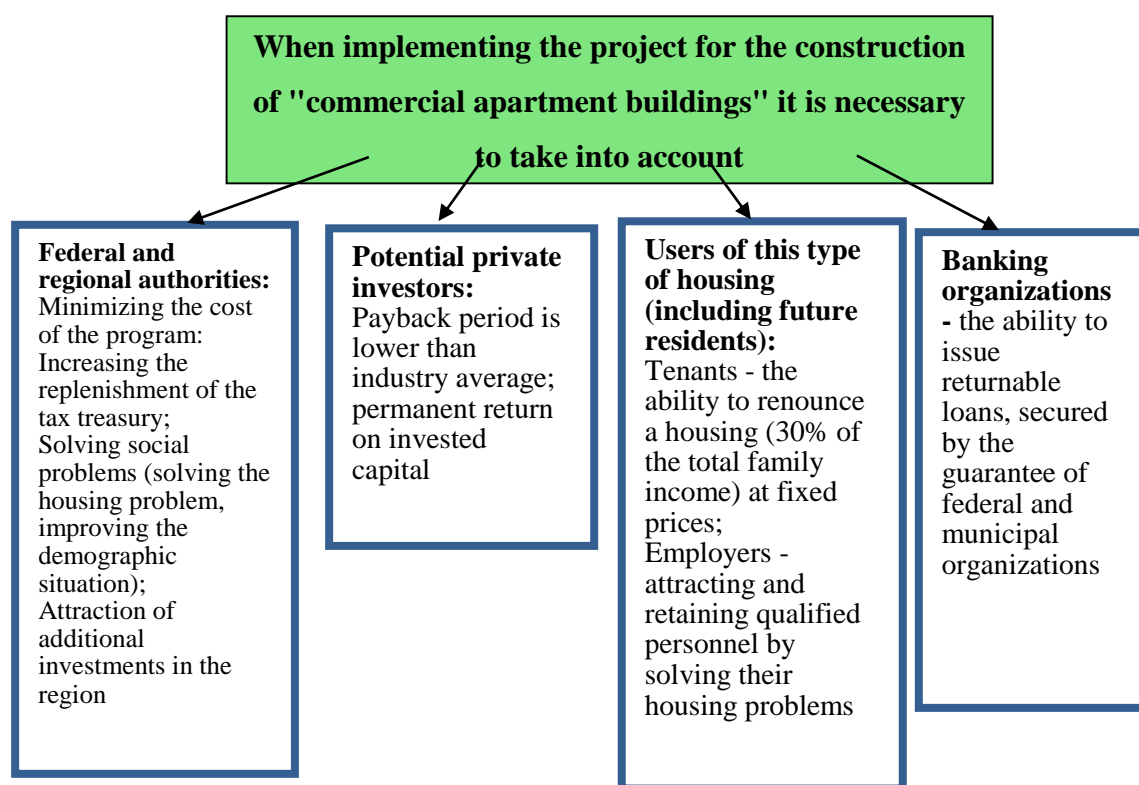 When implementing the project for the construction
of "commercial apartment buildings" it is necessary
to take into account
Federal and
regional authorities:
Minimizing the cost
of the program:
Increasing the
replenishment of the
tax treasury;
Solving social
problems (solving the
housing problem,
improving the
demographic
situation);
Attraction of
additional
investments in the
region
Potential private
investors:
Payback period is
lower than
industry average;
permanent return
on invested
capital
Users of this type
of housing
(including future
residents):
Tenants - the
ability to renounce
a housing (30% of
the total family
income) at fixed
prices;
Employers -
attracting and
retaining qualified
personnel by
solving their
housing problems
Banking
organizations
- the ability to
issue
returnable
loans, secured
by the
guarantee of
federal and
municipal
organizations